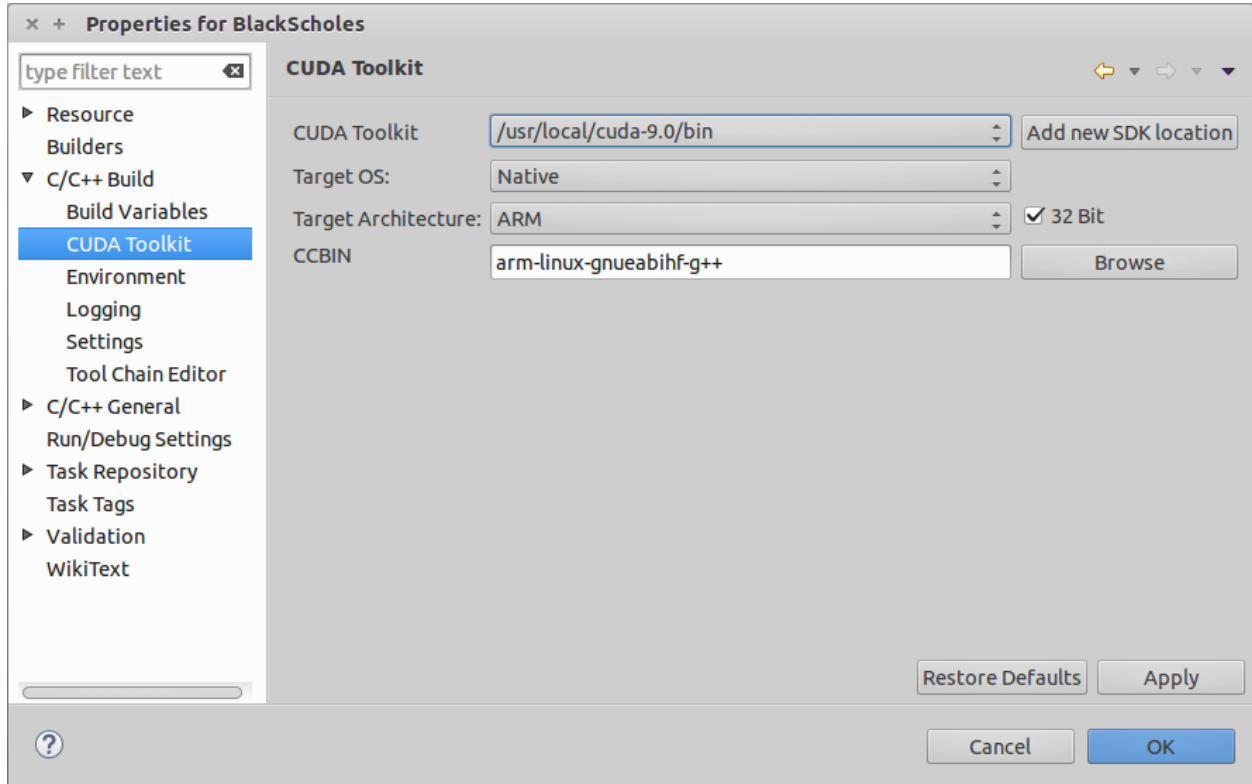 Properties for BlackScholes
type filter text
CUDA Toolkit
Resource
Builders
C/C++ Build
Build Variables
CUDA Toolkit
Environment
Logging
Settings
Tool Chain Editor
C/C++ General
Run/Debug Settings
Task Repository
Task Tags
Validation
WikiText
CUDA Toolkit /usr/local/cuda-9.0/bin Add new SDK location
Target OS: Native
Target Architecture: ARM 32 Bit
CCBIN arm-linux-gnueabihf-g++ Browse
Restore Defaults Apply
? Cancel OK